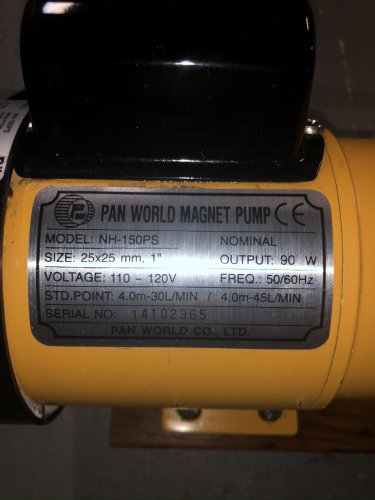 PAN WORLD MAGNET PUMP CE
MODEL: NH-150PS NOMINAL
SIZE: 25x25 mm, 1" OUTPUT: 90 W
VOLTAGE: 110 ~ 120V FREQ.: 50/60Hz
STD.POINT: 4.0m-30L/MIN / 4.0m-45L/MIN
SERIAL NO: 14102965
PAN WORLD CO., LTD.